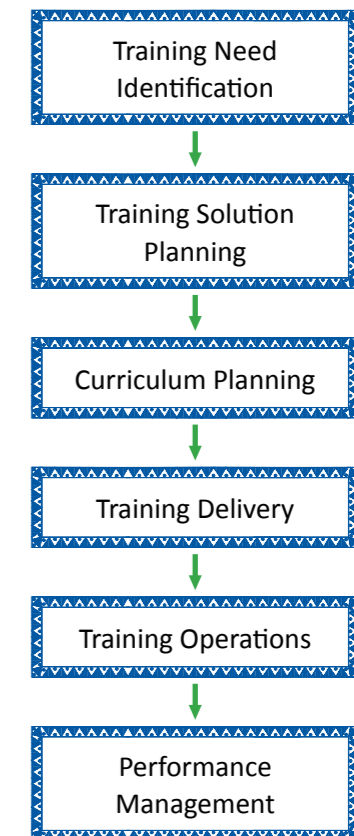 Training Need
Identification
Training Solution
Planning
Curriculum Planning
Training Delivery
Training Operations
Performance
Management